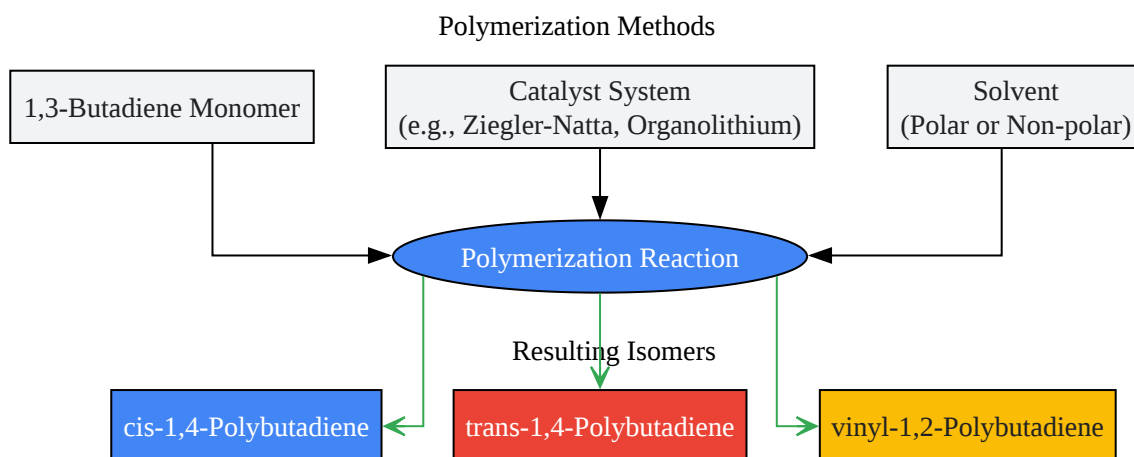 Polymerization Methods
1,3-Butadiene Monomer
Catalyst System
(e.g., Ziegler-Natta, Organolithium)
Solvent
(Polar or Non-polar)
Polymerization Reaction
Resulting Isomers
cis-1,4-Polybutadiene
trans-1,4-Polybutadiene
vinyl-1,2-Polybutadiene